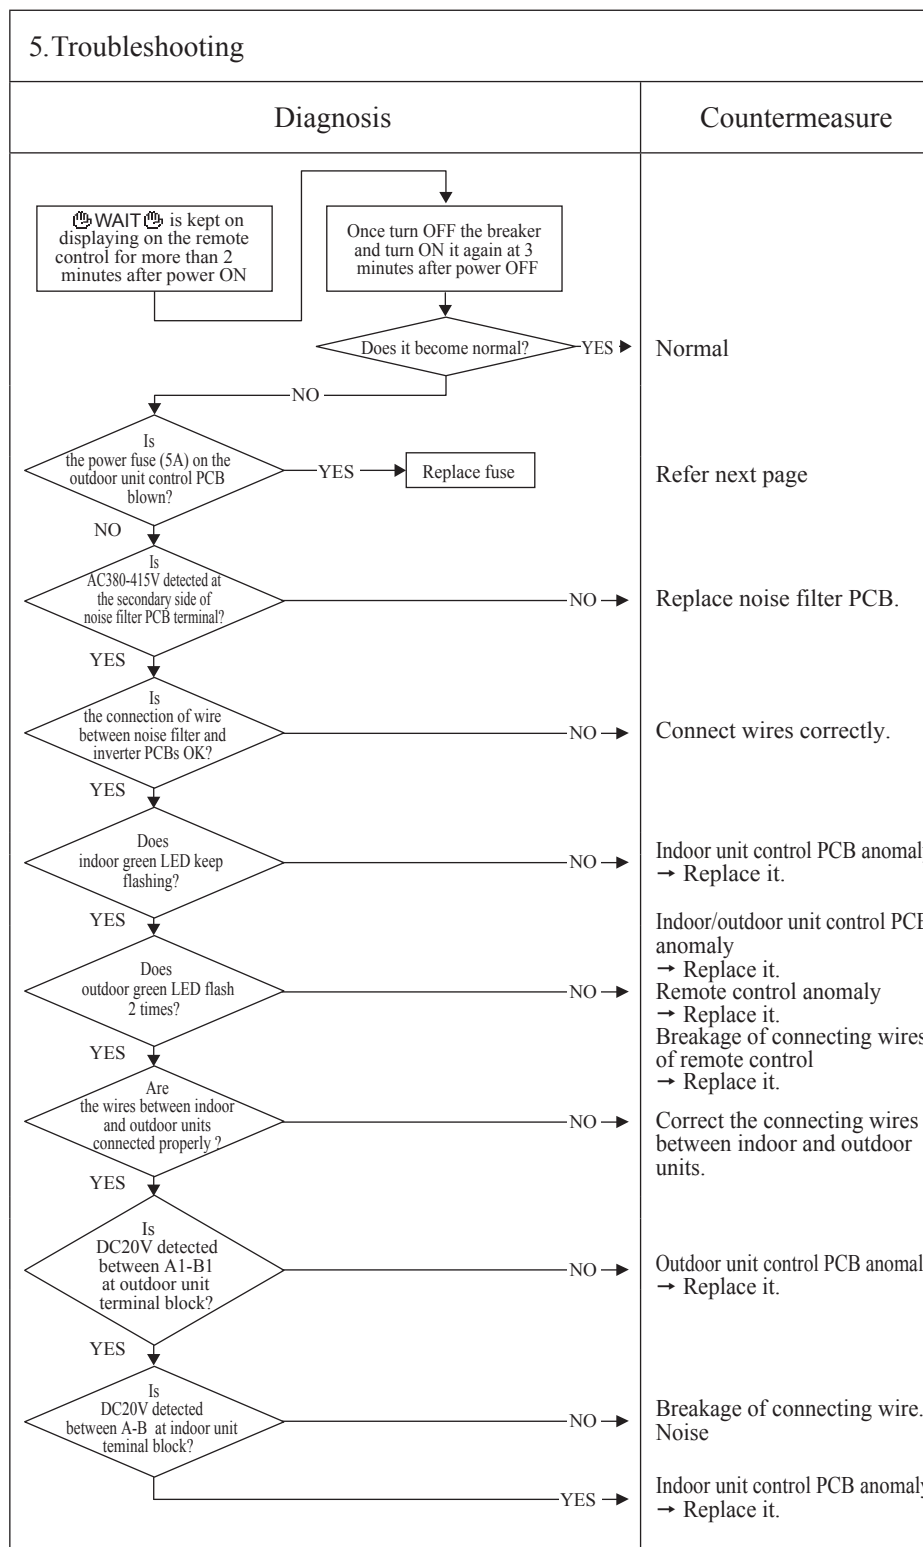 5.Troubleshooting
Diagnosis
Countermeasure
WAIT is kept on
displaying on the remote
control for more than 2
minutes after power ON
Once turn OFF the breaker
and turn ON it again at 3
minutes after power OFF
Does it become normal?
YES
Normal
NO
Is
the power fuse (5A) on the
outdoor unit control PCB
blown?
YES
Replace fuse
Refer next page
NO
Is
AC380-415V detected at
the secondary side of
noise filter PCB terminal?
NO
Replace noise filter PCB.
YES
Is
the connection of wire
between noise filter and
inverter PCBs OK?
NO
Connect wires correctly.
YES
Does
indoor green LED keep
flashing?
NO
Indoor unit control PCB
→ Replace it.
YES
Does
outdoor green LED flash
2 times?
NO
Indoor/outdoor unit control
anomaly
→ Replace it.
Remote control anomaly
→ Replace it.
Breakage of connecting wires
of remote control
→ Replace it.
YES
Are
the wires between indoor
and outdoor units
connected properly ?
NO
Correct the connecting wires
between indoor and outdoor
units.
YES
Is
DC20V detected
between A1-B1
at outdoor unit
terminal block?
NO
Outdoor unit control PCB
→ Replace it.
YES
Is
DC20V detected
between A-B at indoor unit
teminal block?
NO
Breakage of connecting wire.
Noise
YES
Indoor unit control PCB
→ Replace it.